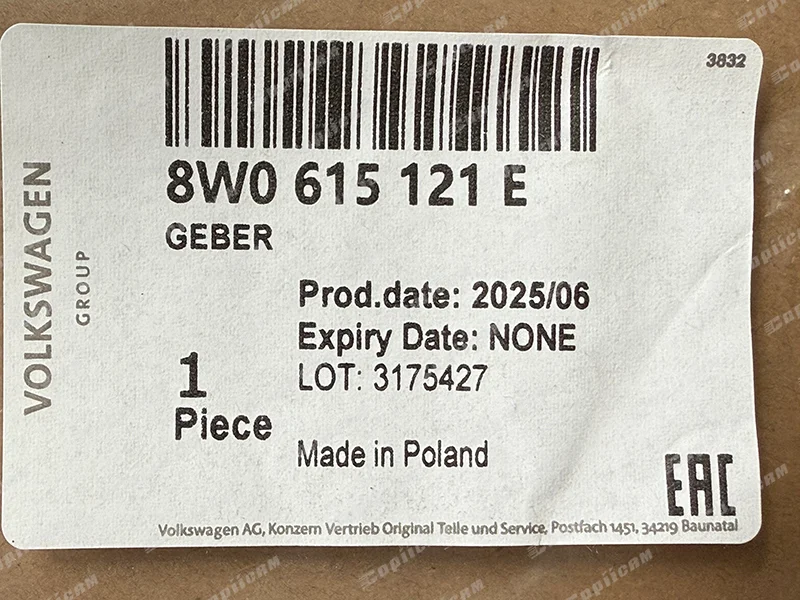 3832
8W0 615 121 E
GEBER
VOLKSWAGEN
GROUP
Prod.date: 2025/06
Expiry Date: NONE
LOT: 3175427
1
Piece
Made in Poland
EAC
Volkswagen AG, Konzern Vertrieb Original Teile und Service, Postfach 1451, 34219 Baunatal
CopiiCam